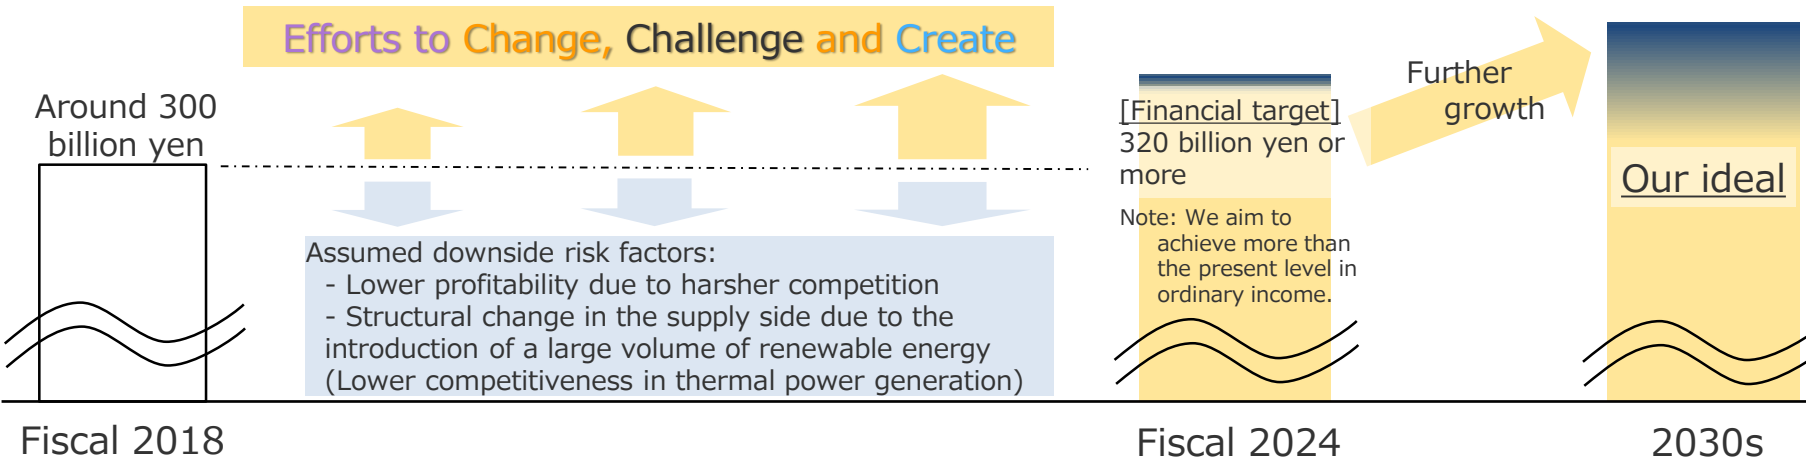 Efforts to Change, Challenge and Create
Around 300
billion yen
Assumed downside risk factors:
- Lower profitability due to harsher competition
- Structural change in the supply side due to the
introduction of a large volume of renewable energy
(Lower competitiveness in thermal power generation)
[Financial target]
320 billion yen or
more
Note: We aim to
achieve more than
the present level in
ordinary income.
Further
growth
Our ideal
Fiscal 2018
Fiscal 2024
2030s